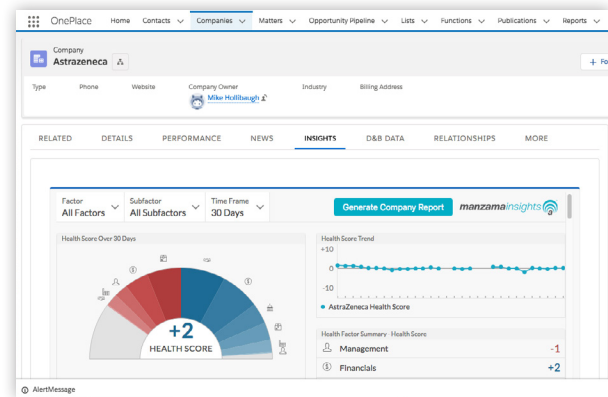 OnePlace Home Contacts Companies Matters Opportunity Pipeline Lists Functions Publications Reports
Company
Astrazeneca
+ Fo
Type Phone Website Company Owner Industry Billing Address
Mike Hollibaugh
RELATED DETAILS PERFORMANCE NEWS INSIGHTS D&B DATA RELATIONSHIPS MORE
Factor Subfactor Time Frame
All Factors All Subfactors 30 Days Generate Company Report manzamainsights
Health Score Over 30 Days
+2
HEALTH SCORE
Health Score Trend
+10
0
-10
AstraZeneca Health Score
Health Factor Summary - Health Score
Management -1
Financials +2
AlertMessage